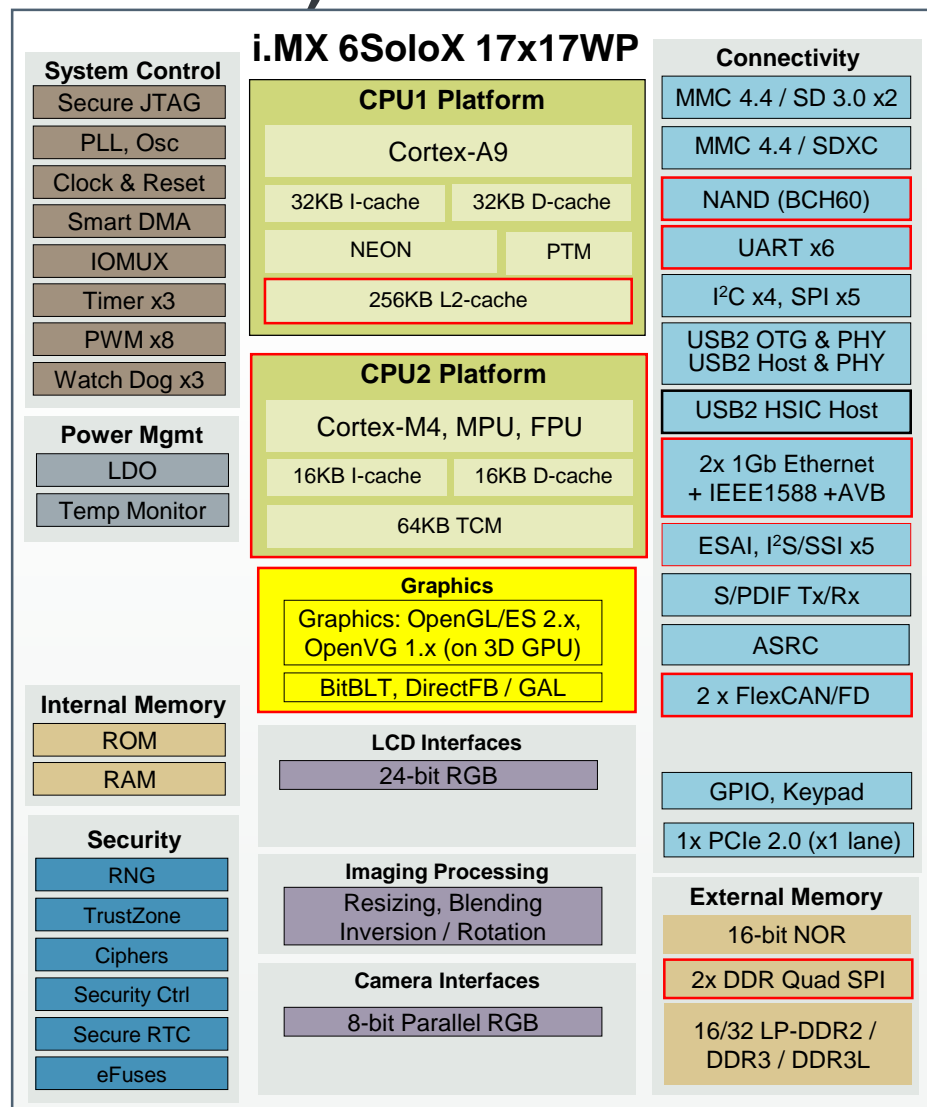 i.MX 6SoloX 17x17WP
System Control
Secure JTAG
PLL, Osc
Clock & Reset
Smart DMA
IOMUX
Timer x3
PWM x8
Watch Dog x3
Power Mgmt
LDO
Temp Monitor
Internal Memory
ROM
RAM
Security
RNG
TrustZone
Ciphers
Security Ctrl
Secure RTC
eFuses
CPU1 Platform
Cortex-A9
32KB I-cache
32KB D-cache
NEON
PTM
256KB L2-cache
CPU2 Platform
Cortex-M4, MPU, FPU
16KB I-cache
16KB D-cache
64KB TCM
Graphics
Graphics: OpenGL/ES 2.x,
OpenVG 1.x (on 3D GPU)
BitBLT, DirectFB / GAL
LCD Interfaces
24-bit RGB
Imaging Processing
Resizing, Blending
Inversion / Rotation
Camera Interfaces
8-bit Parallel RGB
Connectivity
MMC 4.4 / SD 3.0 x2
MMC 4.4 / SDXC
NAND (BCH60)
UART x6
I²C x4, SPI x5
USB2 OTG & PHY
USB2 Host & PHY
USB2 HSIC Host
2x 1Gb Ethernet
+ IEEE1588 +AVB
ESAI, I²S/SSI x5
S/PDIF Tx/Rx
ASRC
2 x FlexCAN/FD
GPIO, Keypad
1x PCIe 2.0 (x1 lane)
External Memory
16-bit NOR
2x DDR Quad SPI
16/32 LP-DDR2 /
DDR3 / DDR3L